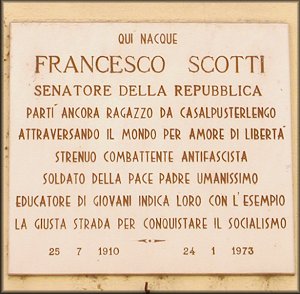 QUI NACQUE
FRANCESCO SCOTTI
SENATORE DELLA REPUBBLICA
PARTÌ ANCORA RAGAZZO DA CASALPUSTERLENGO
ATTRAVERSANDO IL MONDO PER AMORE DI LIBERTÀ
STRENUO COMBATTENTE ANTIFASCISTA
SOLDATO DELLA PACE PADRE UMANISSIMO
EDUCATORE DI GIOVANI INDICA LORO CON L'ESEMPIO
LA GIUSTA STRADA PER CONQUISTARE IL SOCIALISMO
25 7 1910 24 1 1973